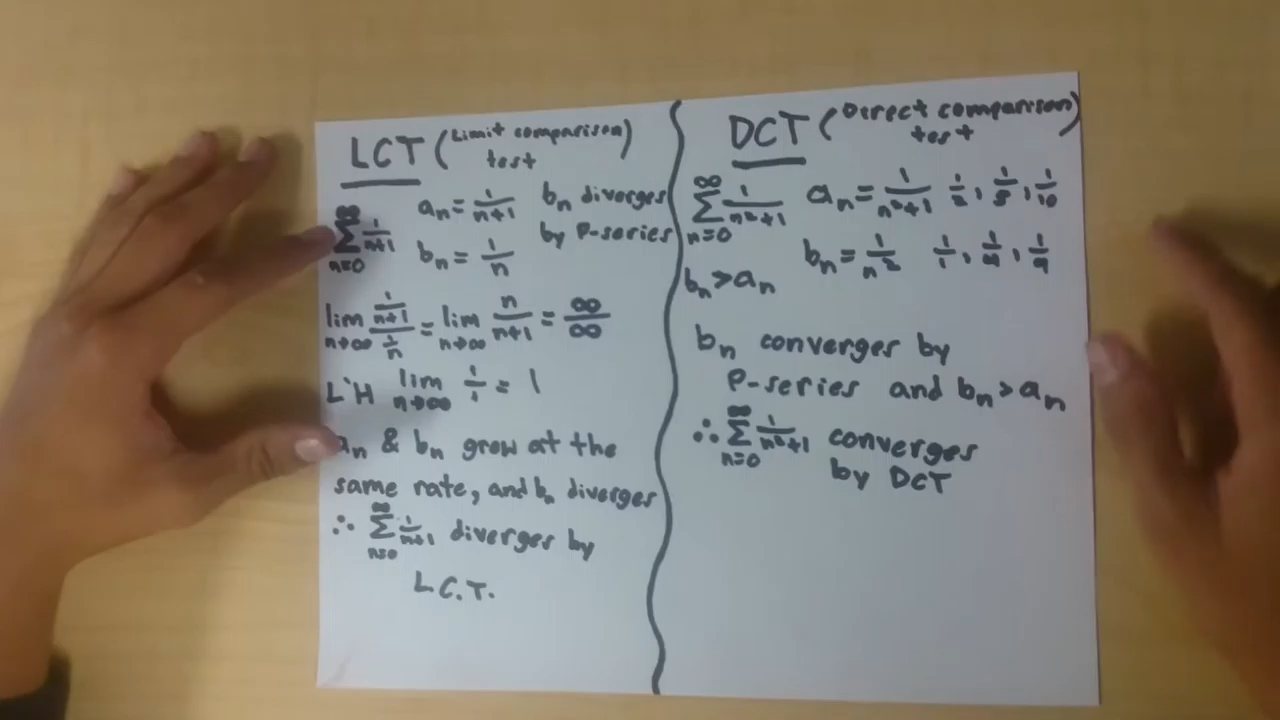 LCT (Limit comparison test)
∞∑n=0 1/n+1 an = 1/n+1 bn diverges
bn = 1/n by P-series
lim n→∞ 1/n+1 / 1/n = lim n→∞ n/n+1 = ∞/∞
L'H lim n→∞ 1/1 = 1
an & bn grow at the
same rate, and bn diverges
∴ ∞∑n=0 1/n+1 diverges by
L.C.T.
DCT (Direct comparison test)
∞∑n=0 1/n²+1 an = 1/n²+1 1/2, 1/5, 1/10
bn = 1/n² 1/1, 1/4, 1/9
bn > an
bn converges by
P-series and bn > an
∴ ∞∑n=0 1/n²+1 converges
by DCT